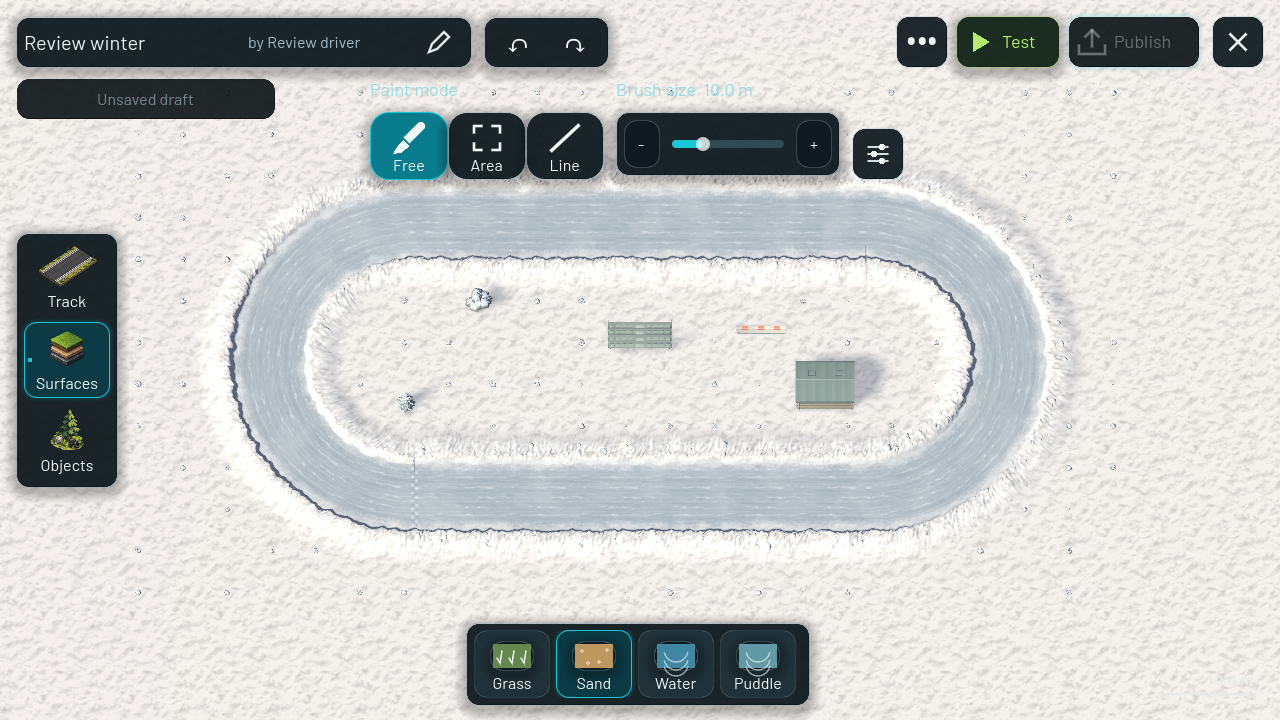 Review winter
by Review driver
Test
Publish
Unsaved draft
Paint mode
Brush size 10.0 m
Free
Area
Line
-
+
Track
Surfaces
Objects
Grass
Sand
Water
Puddle